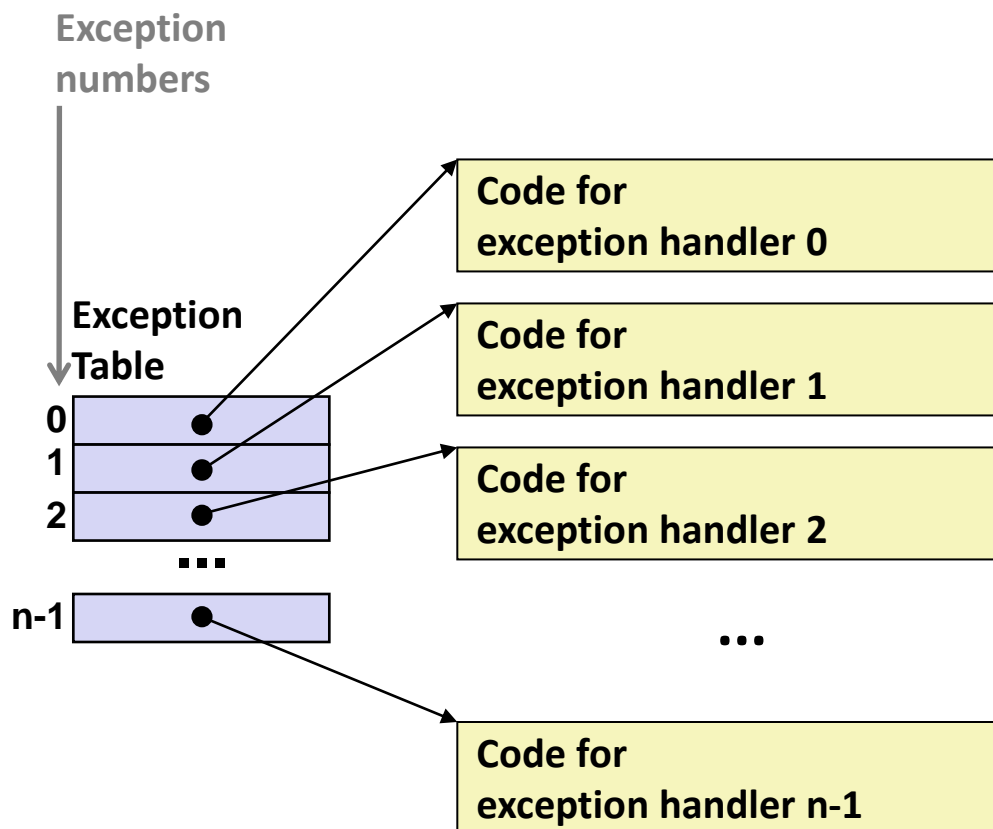 Exception
numbers
Code for
exception handler 0
Exception
Table
Code for
exception handler 1
0
1
2
...
n-1
Code for
exception handler 2
...
Code for
exception handler n-1